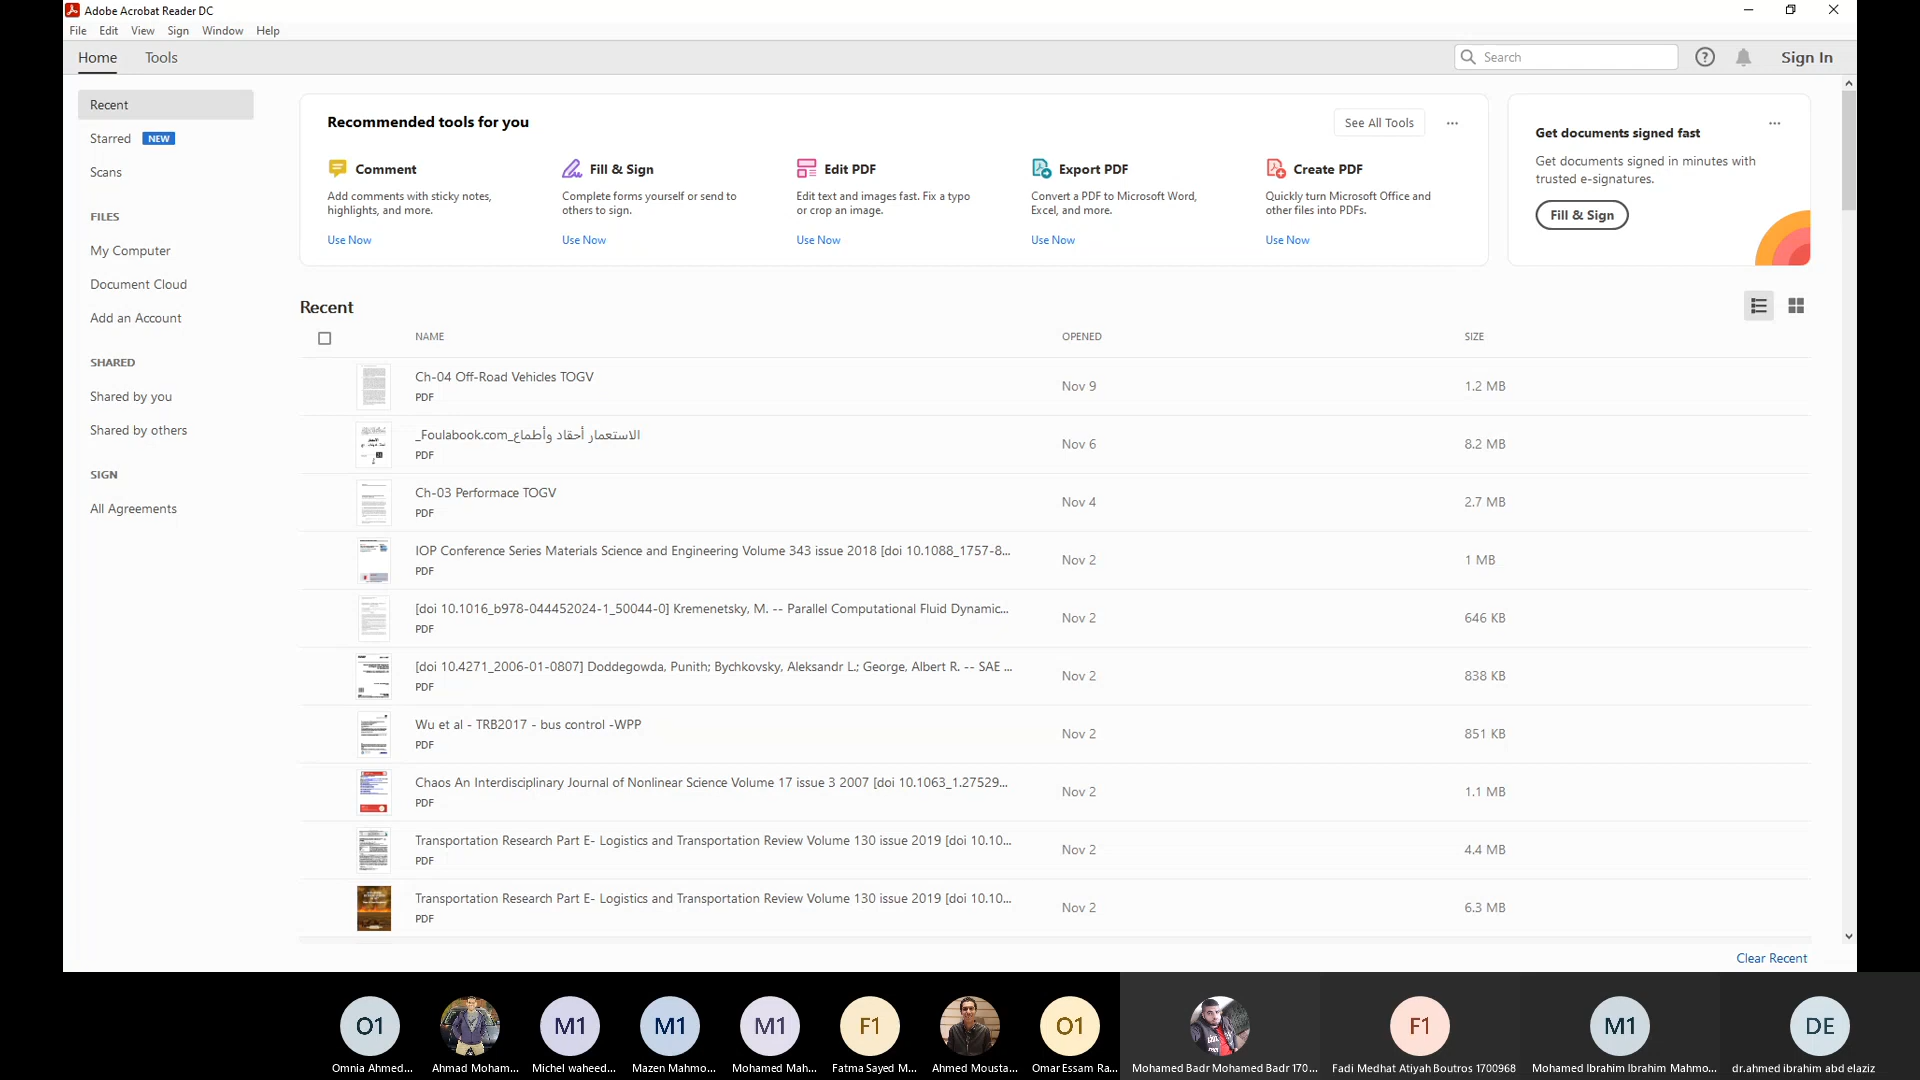 Adobe Acrobat Reader DC
File Edit View Sign Window Help
Home Tools
Search
Sign In
Recent
Starred NEW
Scans
FILES
My Computer
Document Cloud
Add an Account
SHARED
Shared by you
Shared by others
SIGN
All Agreements
Recommended tools for you
See All Tools
Comment
Add comments with sticky notes,
highlights, and more.
Use Now
Fill & Sign
Complete forms yourself or send to
others to sign.
Use Now
Edit PDF
Edit text and images fast. Fix a typo
or crop an image.
Use Now
Export PDF
Convert a PDF to Microsoft Word,
Excel, and more.
Use Now
Create PDF
Quickly turn Microsoft Office and
other files into PDFs.
Use Now
Get documents signed fast
Get documents signed in minutes with
trusted e-signatures.
Fill & Sign
Recent
NAME OPENED SIZE
Ch-04 Off-Road Vehicles TOGV
PDF
Nov 9 1.2 MB
_Foulabook.com_الاستعمار أحقاد وأطماع
PDF
Nov 6 8.2 MB
Ch-03 Performace TOGV
PDF
Nov 4 2.7 MB
IOP Conference Series Materials Science and Engineering Volume 343 issue 2018 [doi 10.1088_1757-8...
PDF
Nov 2 1 MB
[doi 10.1016_b978-044452024-1_50044-0] Kremenetsky, M. -- Parallel Computational Fluid Dynamic...
PDF
Nov 2 646 KB
[doi 10.4271_2006-01-0807] Doddegowda, Punith; Bychkovsky, Aleksandr L.; George, Albert R. -- SAE ...
PDF
Nov 2 838 KB
Wu et al - TRB2017 - bus control -WPP
PDF
Nov 2 851 KB
Chaos An Interdisciplinary Journal of Nonlinear Science Volume 17 issue 3 2007 [doi 10.1063_1.27529...
PDF
Nov 2 1.1 MB
Transportation Research Part E- Logistics and Transportation Review Volume 130 issue 2019 [doi 10.10...
PDF
Nov 2 4.4 MB
Transportation Research Part E- Logistics and Transportation Review Volume 130 issue 2019 [doi 10.10...
PDF
Nov 2 6.3 MB
Clear Recent
O1 M1 M1 M1 F1 O1 F1 M1 DE
Omnia Ahmed... Ahmad Moham... Michel waheed... Mazen Mahmo... Mohamed Mah... Fatma Sayed M... Ahmed Mousta... Omar Essam Ra... Mohamed Badr Mohamed Badr 170... Fadi Medhat Atiyah Boutros 1700968 Mohamed Ibrahim Ibrahim Mahmo... dr.ahmed ibrahim abd elaziz